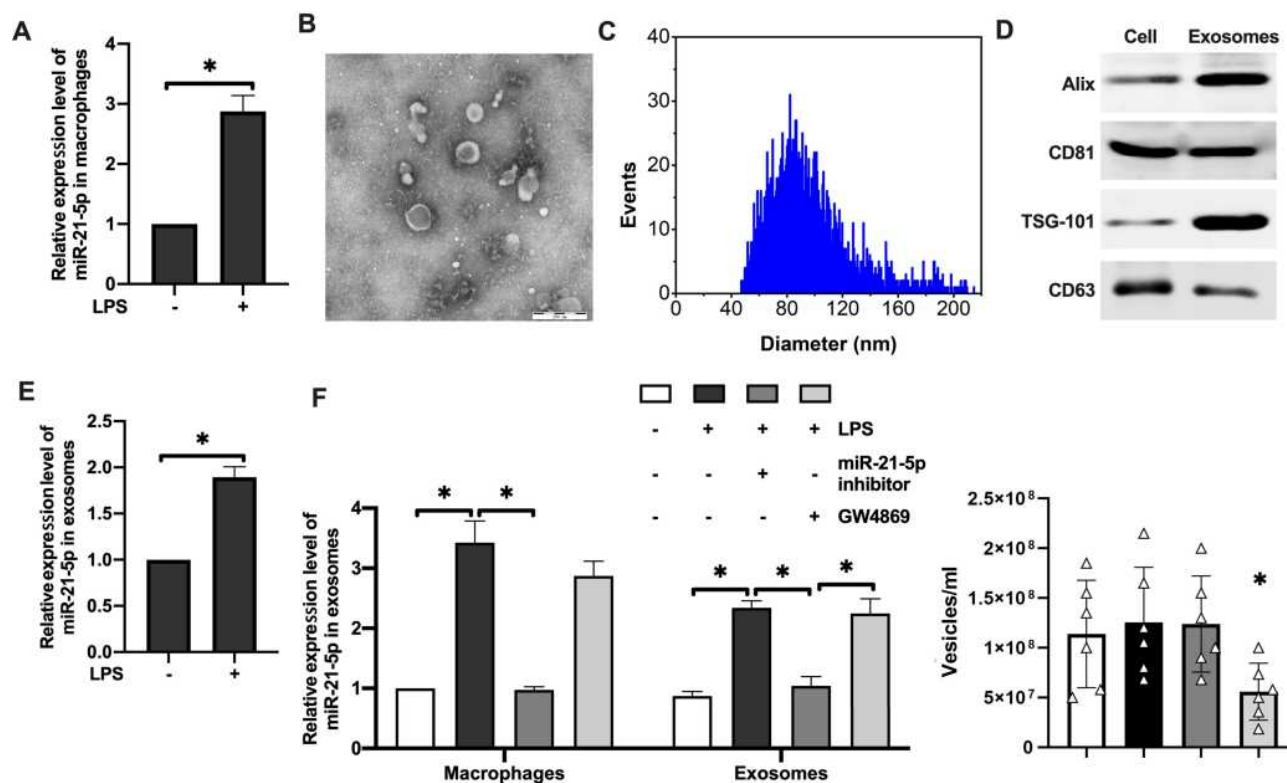 A
Relative expression level of
miR-21-5p in macrophages
4
3
2
1
0
*
LPS
-
+
B
C
Events
40
30
20
10
0
0
40
80
120
160
200
Diameter (nm)
D
Cell
Exosomes
Alix
CD81
TSG-101
CD63
E
Relative expression level of
miR-21-5p in exosomes
2.5
2.0
1.5
1.0
0.5
0.0
*
LPS
-
+
F
- + + + LPS
- - + - miR-21-5p
inhibitor
- - - + GW4869
Relative expression level of
miR-21-5p in exosomes
4
3
2
1
0
* *
* * *
Macrophages
Exosomes
Vesicles/ml
2.5×10⁸
2×10⁸
1.5×10⁸
1×10⁸
5×10⁷
0
*